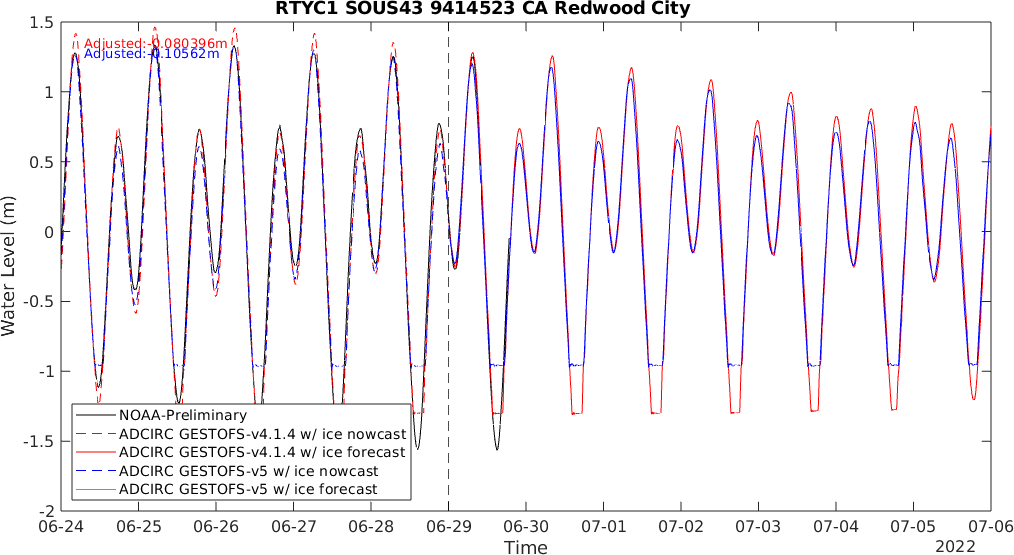 RTYC1 SOUS43 9414523 CA Redwood City
Adjusted:-0.080396m
Adjusted:-0.10562m
Water Level (m)
1.5
1
0.5
0
-0.5
-1
-1.5
-2
NOAA-Preliminary
ADCIRC GESTOFS-v4.1.4 w/ ice nowcast
ADCIRC GESTOFS-v4.1.4 w/ ice forecast
ADCIRC GESTOFS-v5 w/ ice nowcast
ADCIRC GESTOFS-v5 w/ ice forecast
06-24 06-25 06-26 06-27 06-28 06-29 06-30 07-01 07-02 07-03 07-04 07-05 07-06
Time
2022